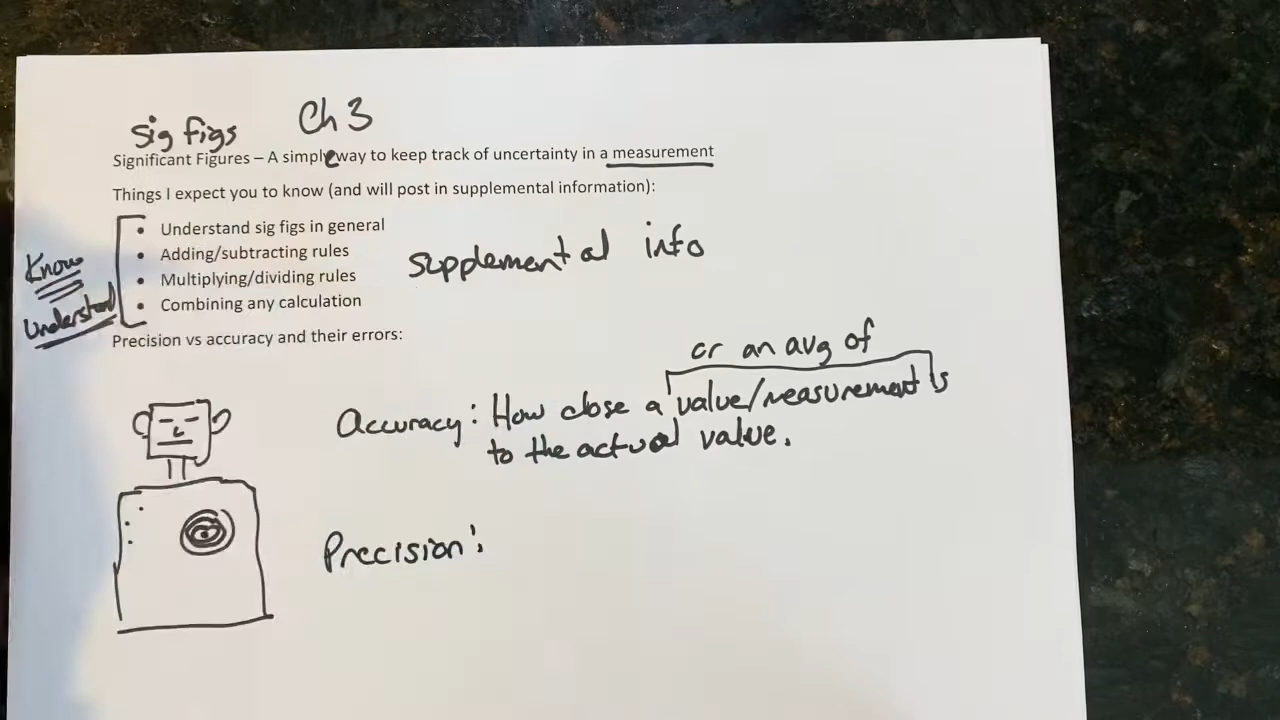 Sig figs Ch 3
Significant Figures – A simple way to keep track of uncertainty in a measurement
Things I expect you to know (and will post in supplemental information):
• Understand sig figs in general
• Adding/subtracting rules
• Multiplying/dividing rules
• Combining any calculation
Know
Understand
supplemental info
Precision vs accuracy and their errors:
or an avg of
Accuracy: How close a value/measurement is
to the actual value.
Precision: